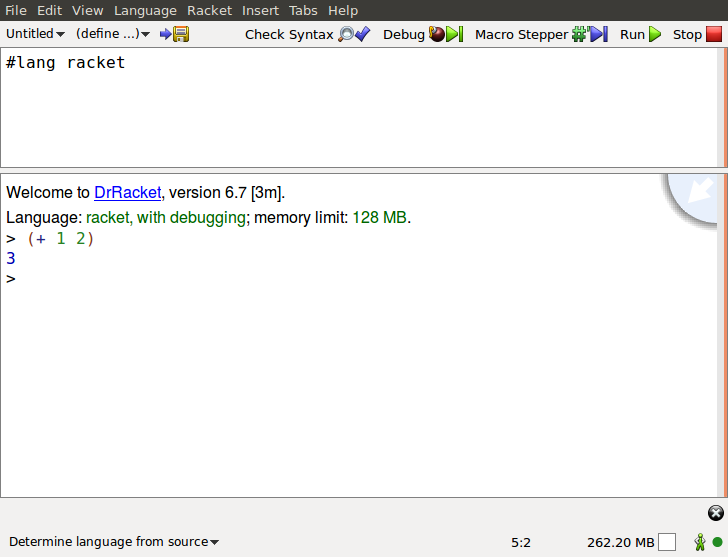 File Edit View Language Racket Insert Tabs Help
Untitled (define ...) Check Syntax Debug Macro Stepper Run Stop
#lang racket
Welcome to DrRacket, version 6.7 [3m].
Language: racket, with debugging; memory limit: 128 MB.
> (+ 1 2)
3
>
Determine language from source 5:2 262.20 MB